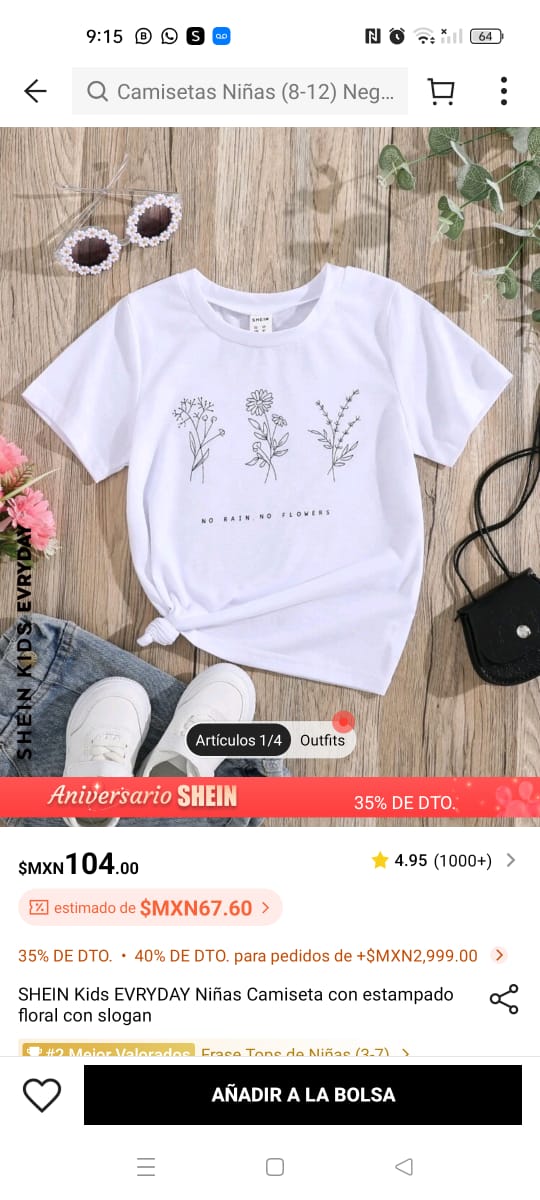 9:15
64
Camisetas Niñas (8-12) Neg...
SHEIN
NO RAIN, NO FLOWERS
SHEIN KIDS EVRYDAY
Artículos 1/4
Outfits
Aniversario SHEIN
35% DE DTO.
$MXN104.00
4.95 (1000+)
estimado de $MXN67.60
35% DE DTO. • 40% DE DTO. para pedidos de +$MXN2,999.00
SHEIN Kids EVRYDAY Niñas Camiseta con estampado
floral con slogan
#2 Mejor Valorados
Frase Tops de Niñas (3-7)
AÑADIR A LA BOLSA